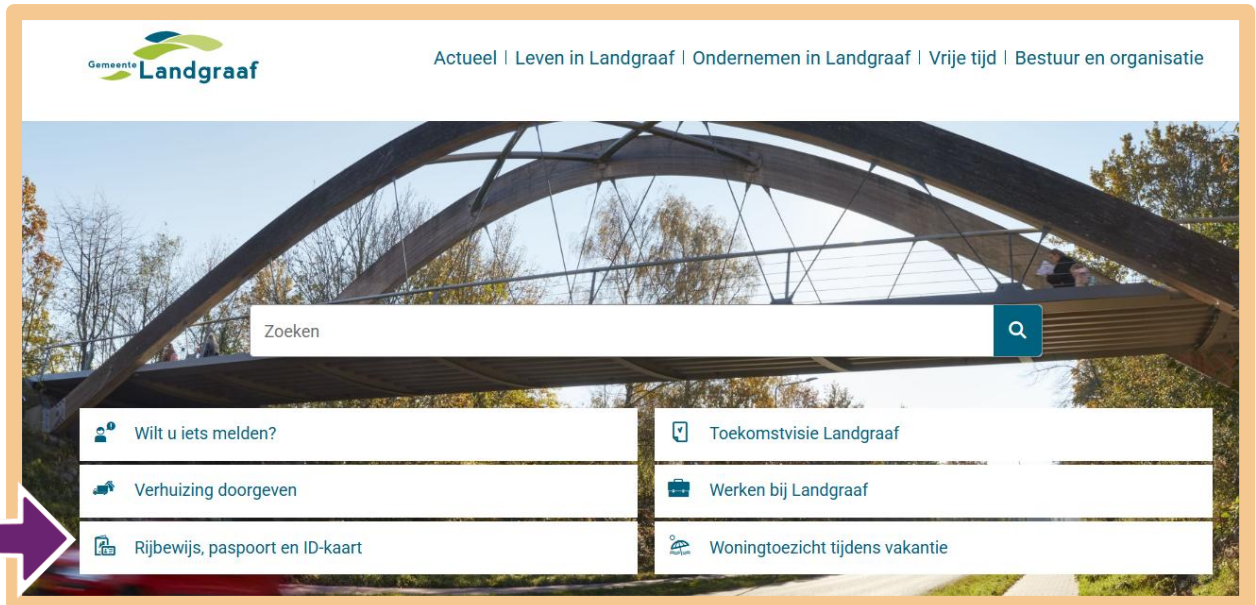 Gemeente Landgraaf
Actueel | Leven in Landgraaf | Ondernemen in Landgraaf | Vrije tijd | Bestuur en organisatie
Zoeken
Wilt u iets melden?
Toekomstvisie Landgraaf
Verhuizing doorgeven
Werken bij Landgraaf
Rijbewijs, paspoort en ID-kaart
Woningtoezicht tijdens vakantie